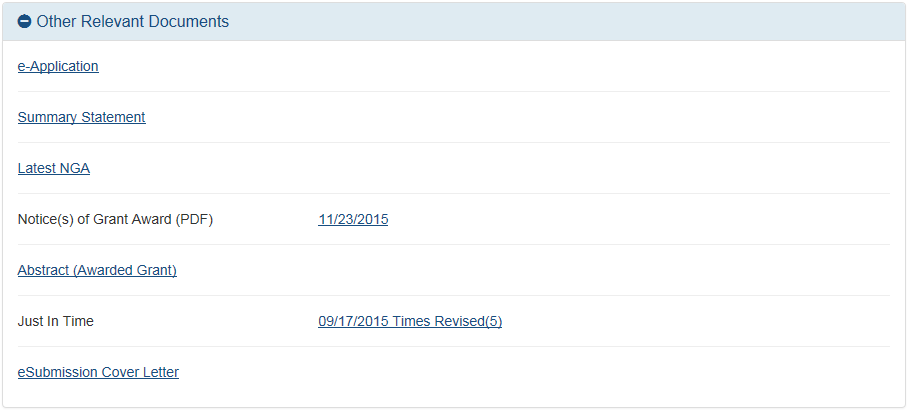 Other Relevant Documents
e-Application
Summary Statement
Latest NGA
Notice(s) of Grant Award (PDF) 11/23/2015
Abstract (Awarded Grant)
Just In Time 09/17/2015 Times Revised(5)
eSubmission Cover Letter